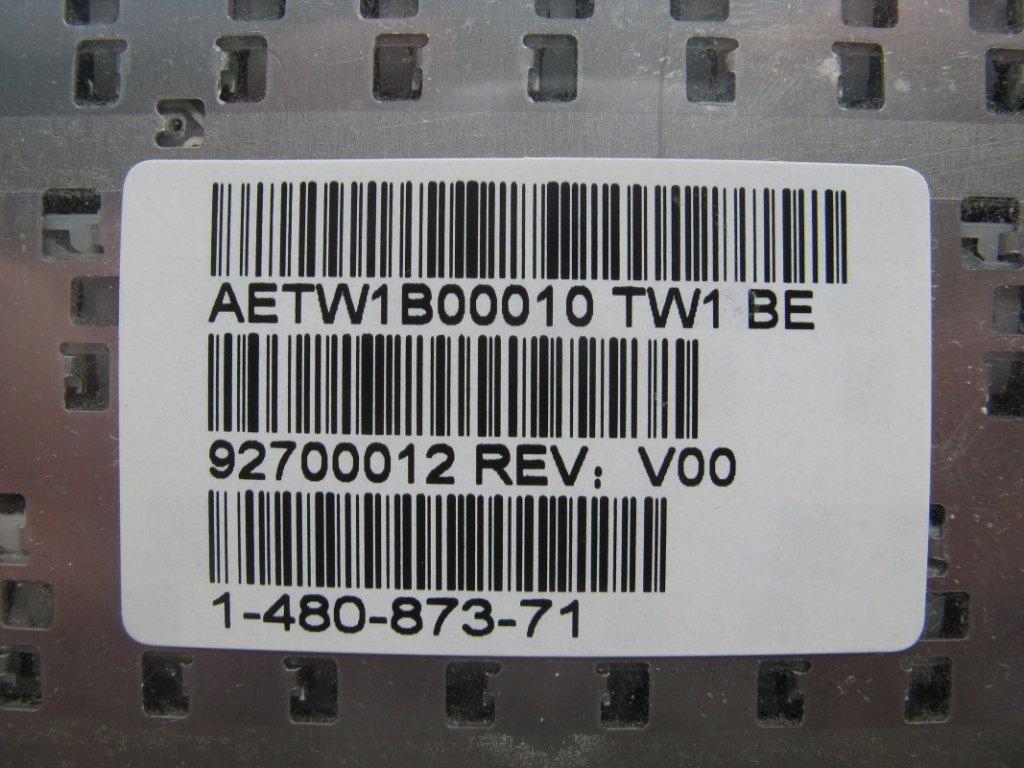 AETW1B00010 TW1 BE
92700012 REV: V00
1-480-873-71